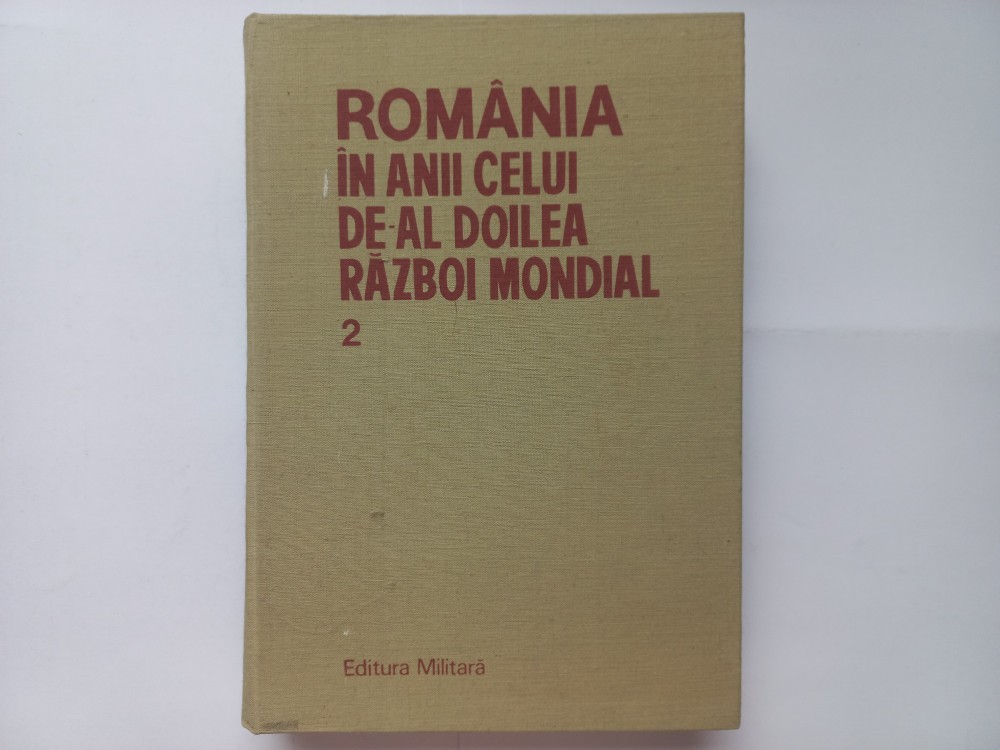 ROMÂNIA
ÎN ANII CELUI
DE-AL DOILEA
RĂZBOI MONDIAL
2
Editura Militară